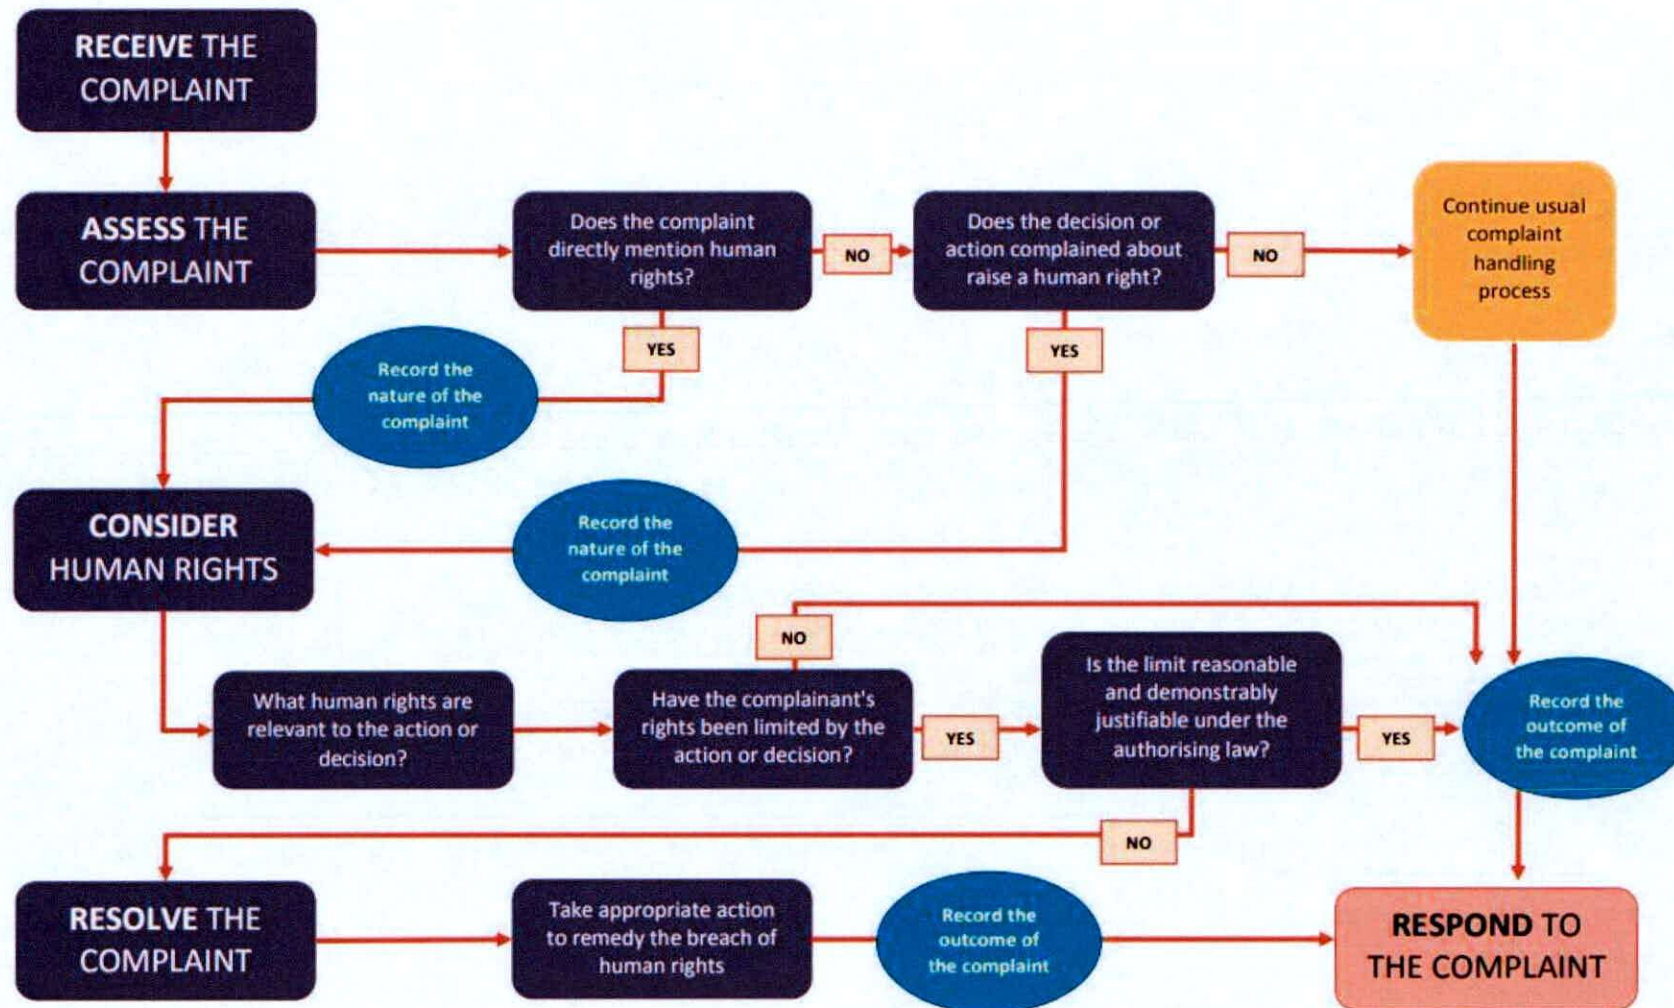 RECEIVE THE
COMPLAINT
ASSESS THE
COMPLAINT
Does the complaint
directly mention human
rights?
NO
Does the decision or
action complained about
raise a human right?
NO
Continue usual
complaint
handling
process
YES
YES
Record the
nature of the
complaint
CONSIDER
HUMAN RIGHTS
Record the
nature of the
complaint
What human rights are
relevant to the action or
decision?
NO
Have the complainant's
rights been limited by the
action or decision?
YES
Is the limit reasonable
and demonstrably
justifiable under the
authorising law?
YES
Record the
outcome of
the complaint
NO
RESOLVE THE
COMPLAINT
Take appropriate action
to remedy the breach of
human rights
Record the
outcome of
the complaint
RESPOND TO
THE COMPLAINT